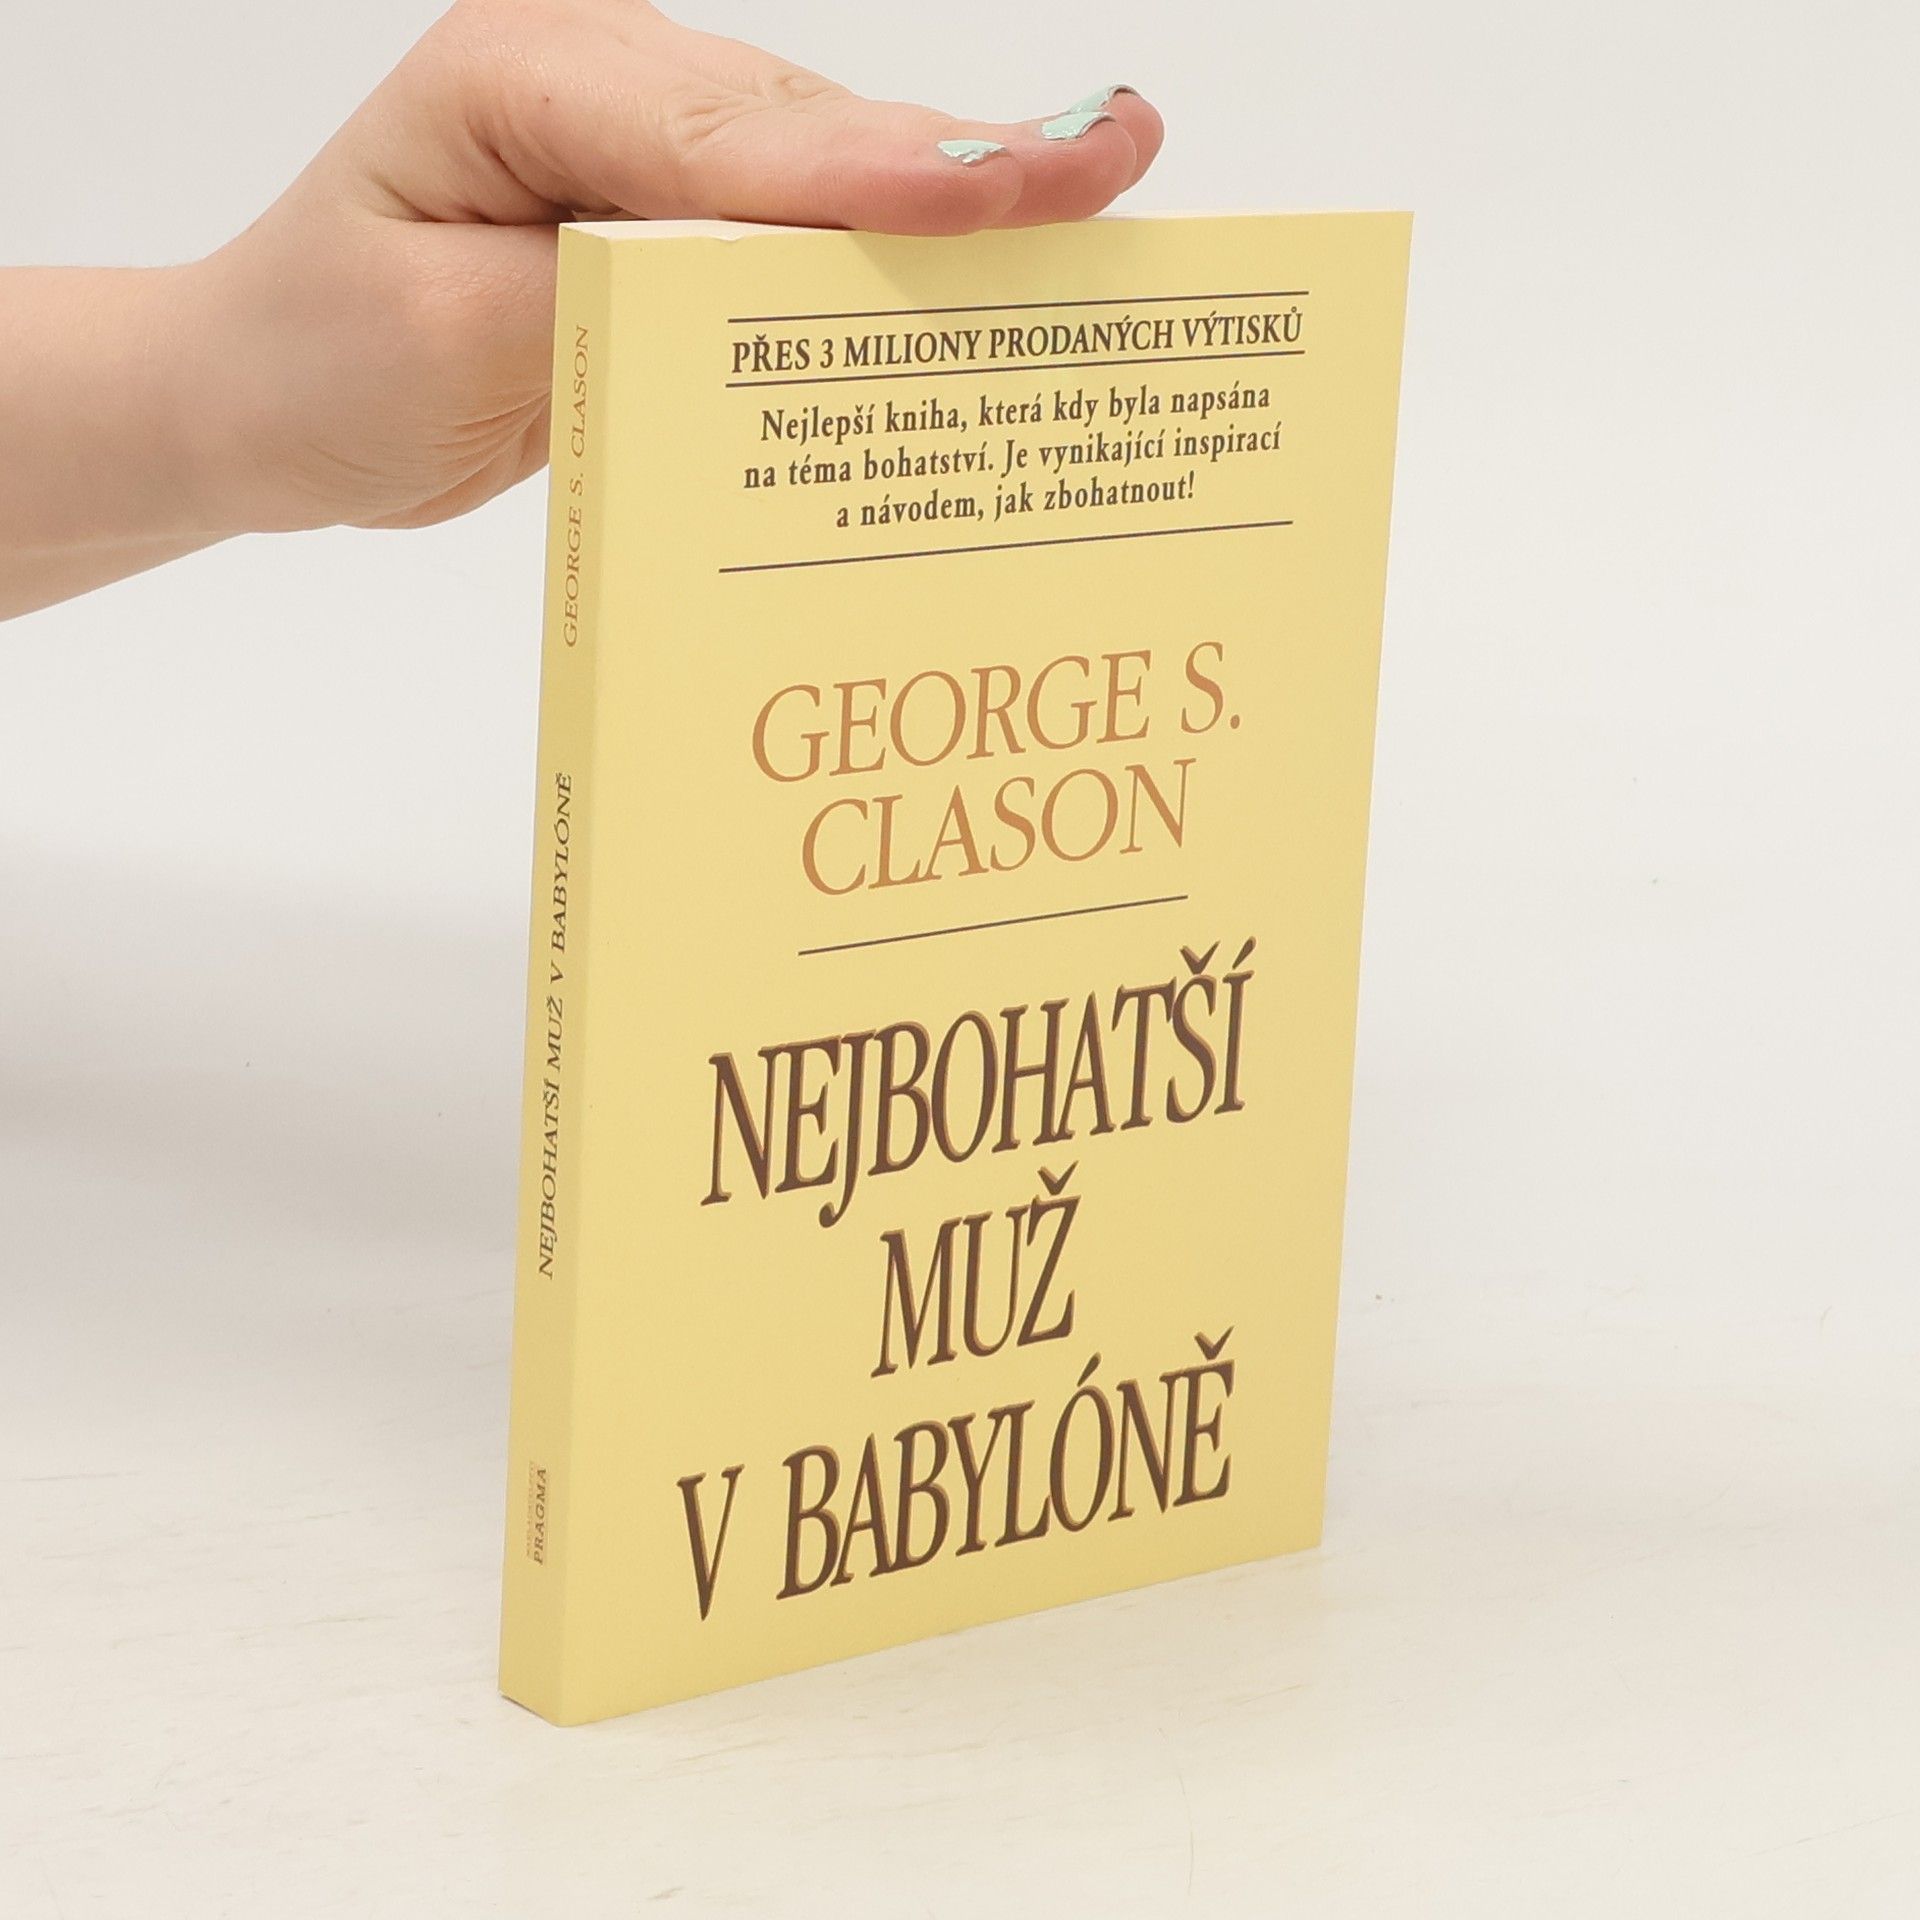 PŘES 3 MILIONY PRODANÝCH VÝTISKŮ
Nejlepší kniha, která kdy byla napsána
na téma bohatství. Je vynikající inspirací
a návodem, jak zbohatnout!
GEORGE S.
CLASON
NEJBOHATŠÍ
MUŽ
V BABYLÓNĚ
GEORGE S. CLASON
NEJBOHATŠÍ MUŽ V BABYLÓNĚ
PRAGMA